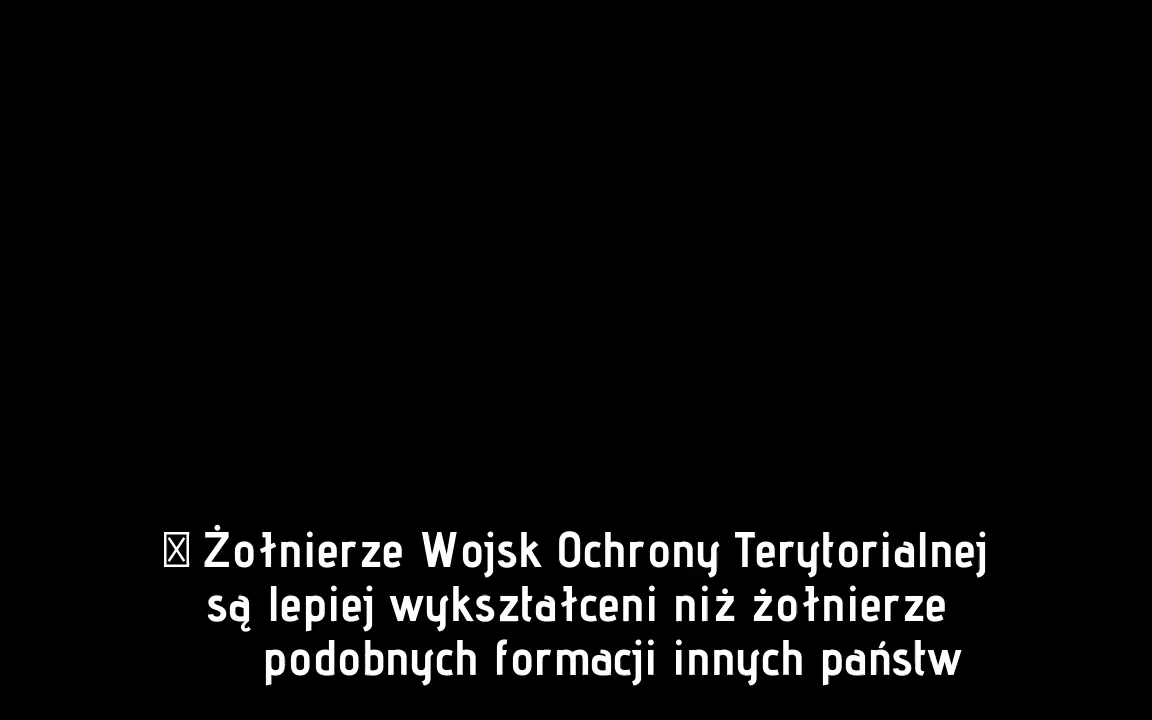 Żołnierze Wojsk Ochrony Terytorialnej
są lepiej wykształceni niż żołnierze
podobnych formacji innych państw